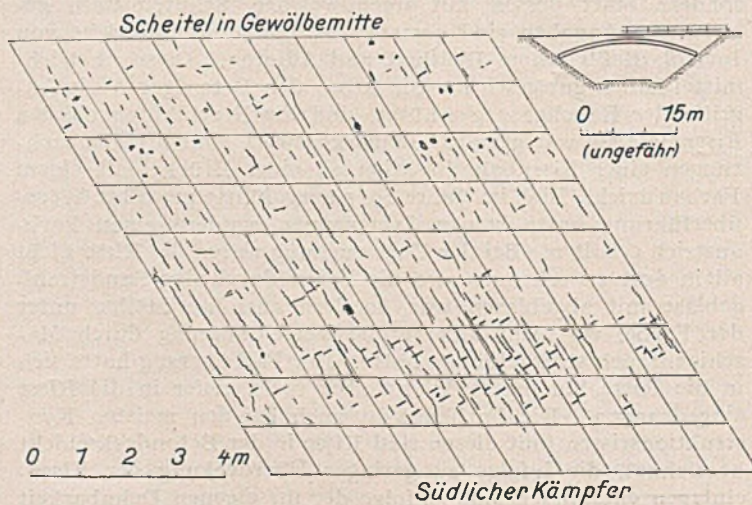 Scheitel in Gewölbemitte
0 15m
(ungefähr)
0 1 2 3 4m
Südlicher Kämpfer